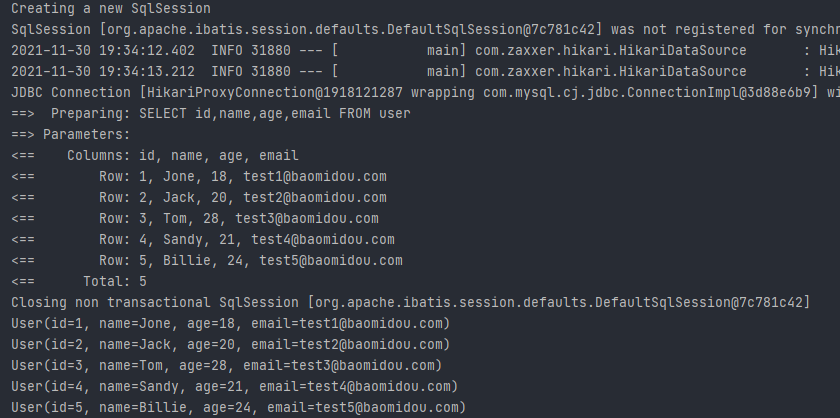 Creating a new SqlSession
SqlSession [org.apache.ibatis.session.defaults.DefaultSqlSession@7c781c42] was not registered for synchr
2021-11-30 19:34:12.402  INFO 31880 --- [           main] com.zaxxer.hikari.HikariDataSource       : Hik
2021-11-30 19:34:13.212  INFO 31880 --- [           main] com.zaxxer.hikari.HikariDataSource       : Hik
JDBC Connection [HikariProxyConnection@1918121287 wrapping com.mysql.cj.jdbc.ConnectionImpl@3d88e6b9] wi
==>  Preparing: SELECT id,name,age,email FROM user
==> Parameters:
<==    Columns: id, name, age, email
<==        Row: 1, Jone, 18, test1@baomidou.com
<==        Row: 2, Jack, 20, test2@baomidou.com
<==        Row: 3, Tom, 28, test3@baomidou.com
<==        Row: 4, Sandy, 21, test4@baomidou.com
<==        Row: 5, Billie, 24, test5@baomidou.com
<==      Total: 5
Closing non transactional SqlSession [org.apache.ibatis.session.defaults.DefaultSqlSession@7c781c42]
User(id=1, name=Jone, age=18, email=test1@baomidou.com)
User(id=2, name=Jack, age=20, email=test2@baomidou.com)
User(id=3, name=Tom, age=28, email=test3@baomidou.com)
User(id=4, name=Sandy, age=21, email=test4@baomidou.com)
User(id=5, name=Billie, age=24, email=test5@baomidou.com)